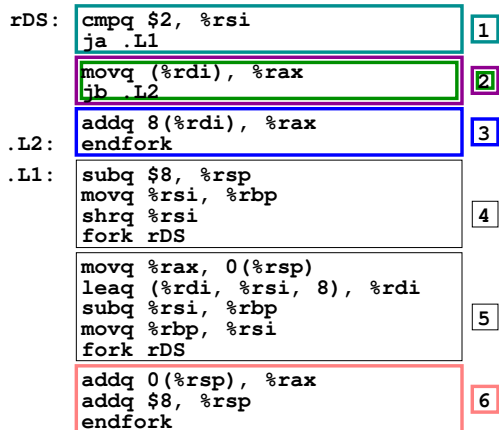 rDS: cmpq $2, %rsi
ja .L1
1
movq (%rdi), %rax
jb .L2
2
addq 8(%rdi), %rax
.L2: endfork
3
.L1: subq $8, %rsp
movq %rsi, %rbp
shrq %rsi
fork rDS
4
movq %rax, 0(%rsp)
leaq (%rdi, %rsi, 8), %rdi
subq %rsi, %rbp
movq %rbp, %rsi
fork rDS
5
addq 0(%rsp), %rax
addq $8, %rsp
endfork
6